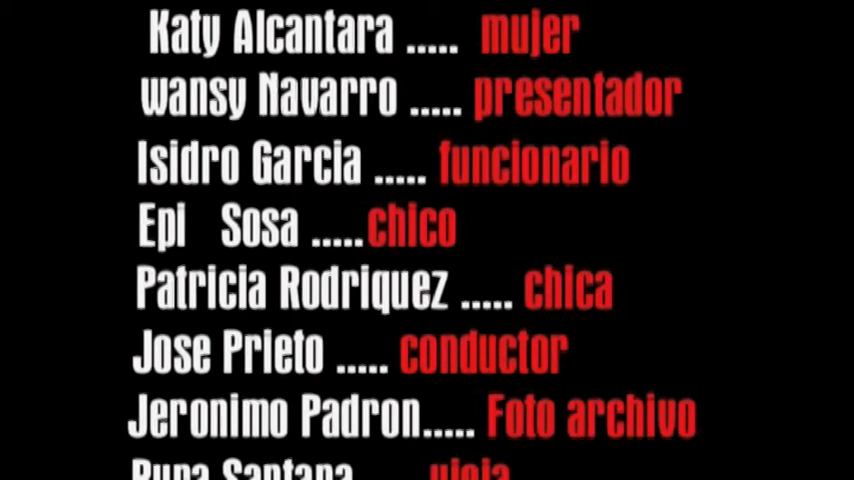 Katy Alcantara ..... mujer
wansy Navarro ..... presentador
Isidro Garcia ..... funcionario
Epi Sosa ..... chico
Patricia Rodriquez ..... chica
Jose Prieto ..... conductor
Jeronimo Padron..... Foto archivo
Santana